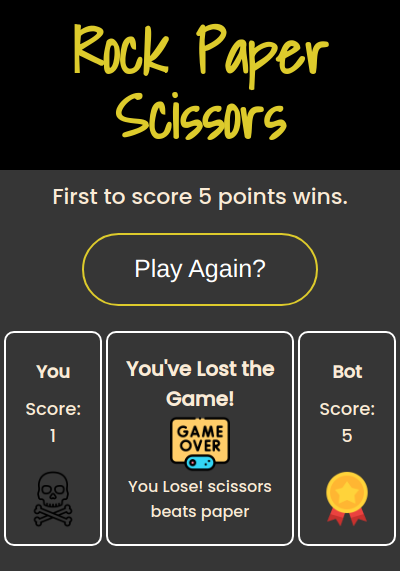 Rock Paper
Scissors
First to score 5 points wins.
Play Again?
You
Score:
1
You've Lost the
Game!
GAME
OVER
You Lose! scissors
beats paper
Bot
Score:
5